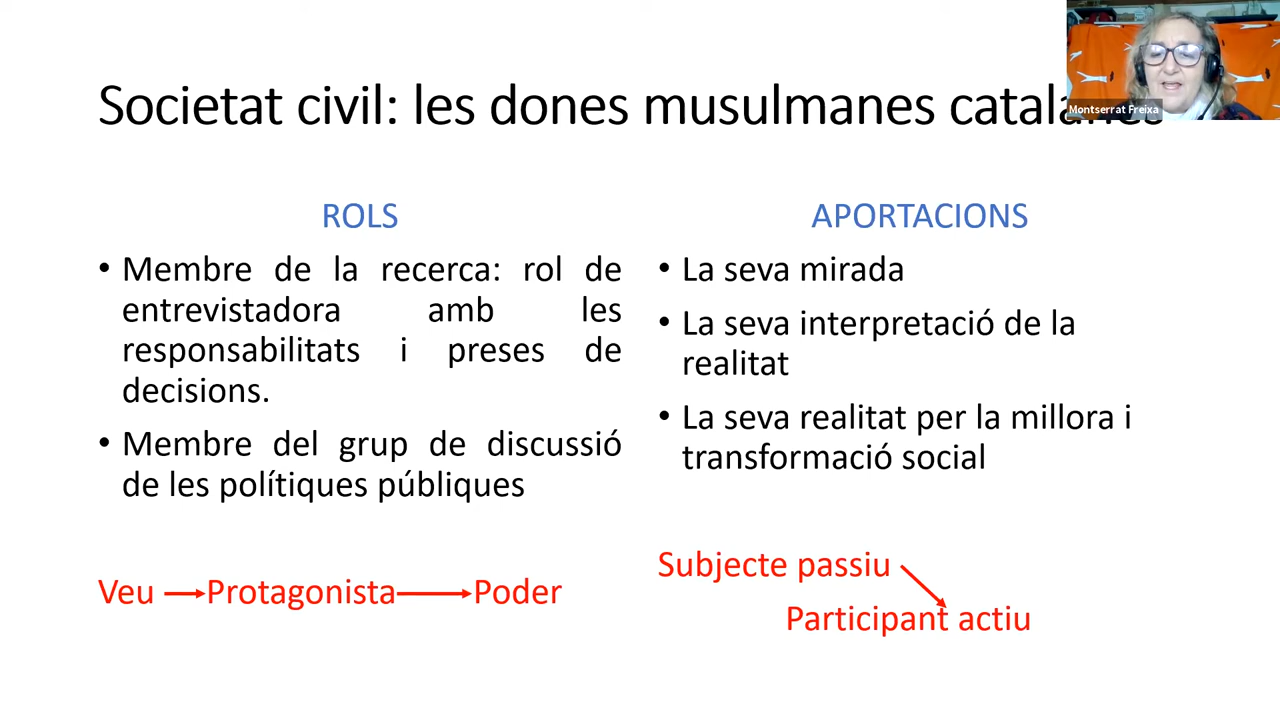 Societat civil: les dones musulmanes catalanes
Montserrat Freixa
ROLS
• Membre de la recerca: rol de
entrevistadora amb les
responsabilitats i preses de
decisions.
• Membre del grup de discussió
de les polítiques públiques
Veu Protagonista Poder
APORTACIONS
• La seva mirada
• La seva interpretació de la
realitat
• La seva realitat per la millora i
transformació social
Subjecte passiu
Participant actiu